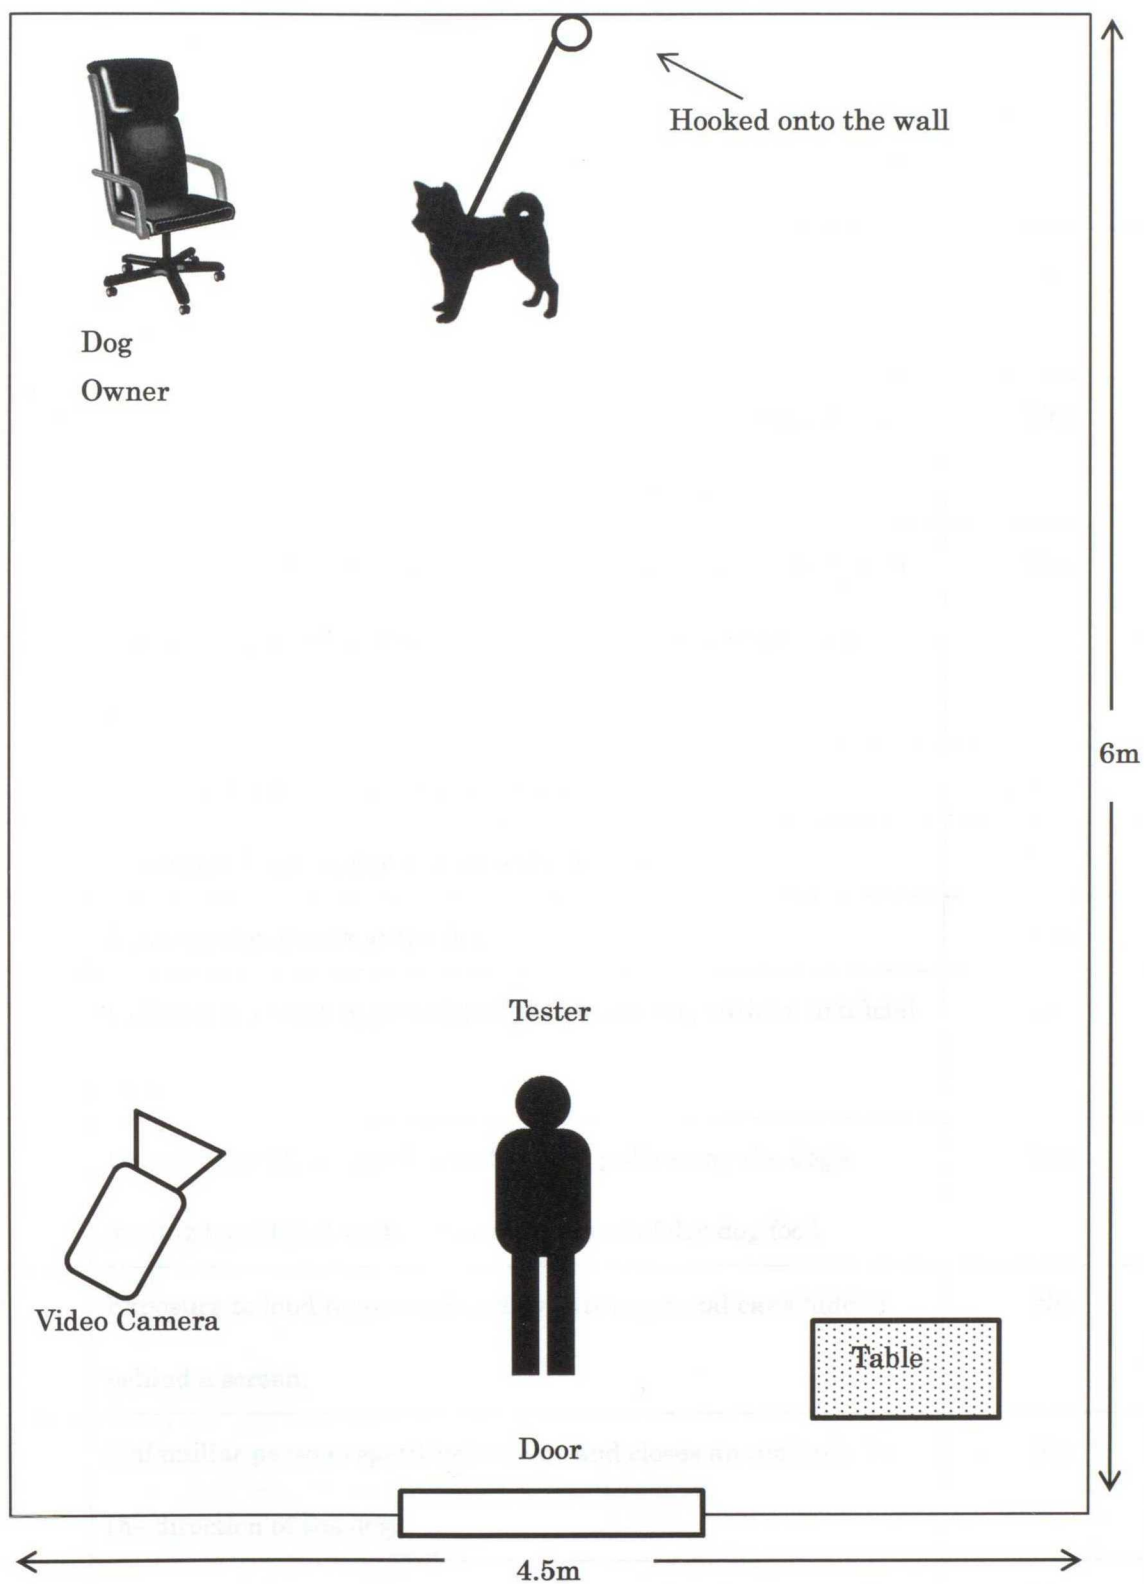 Hooked onto the wall
Dog
Owner
6m
Tester
Video Camera
Table
Door
4.5m